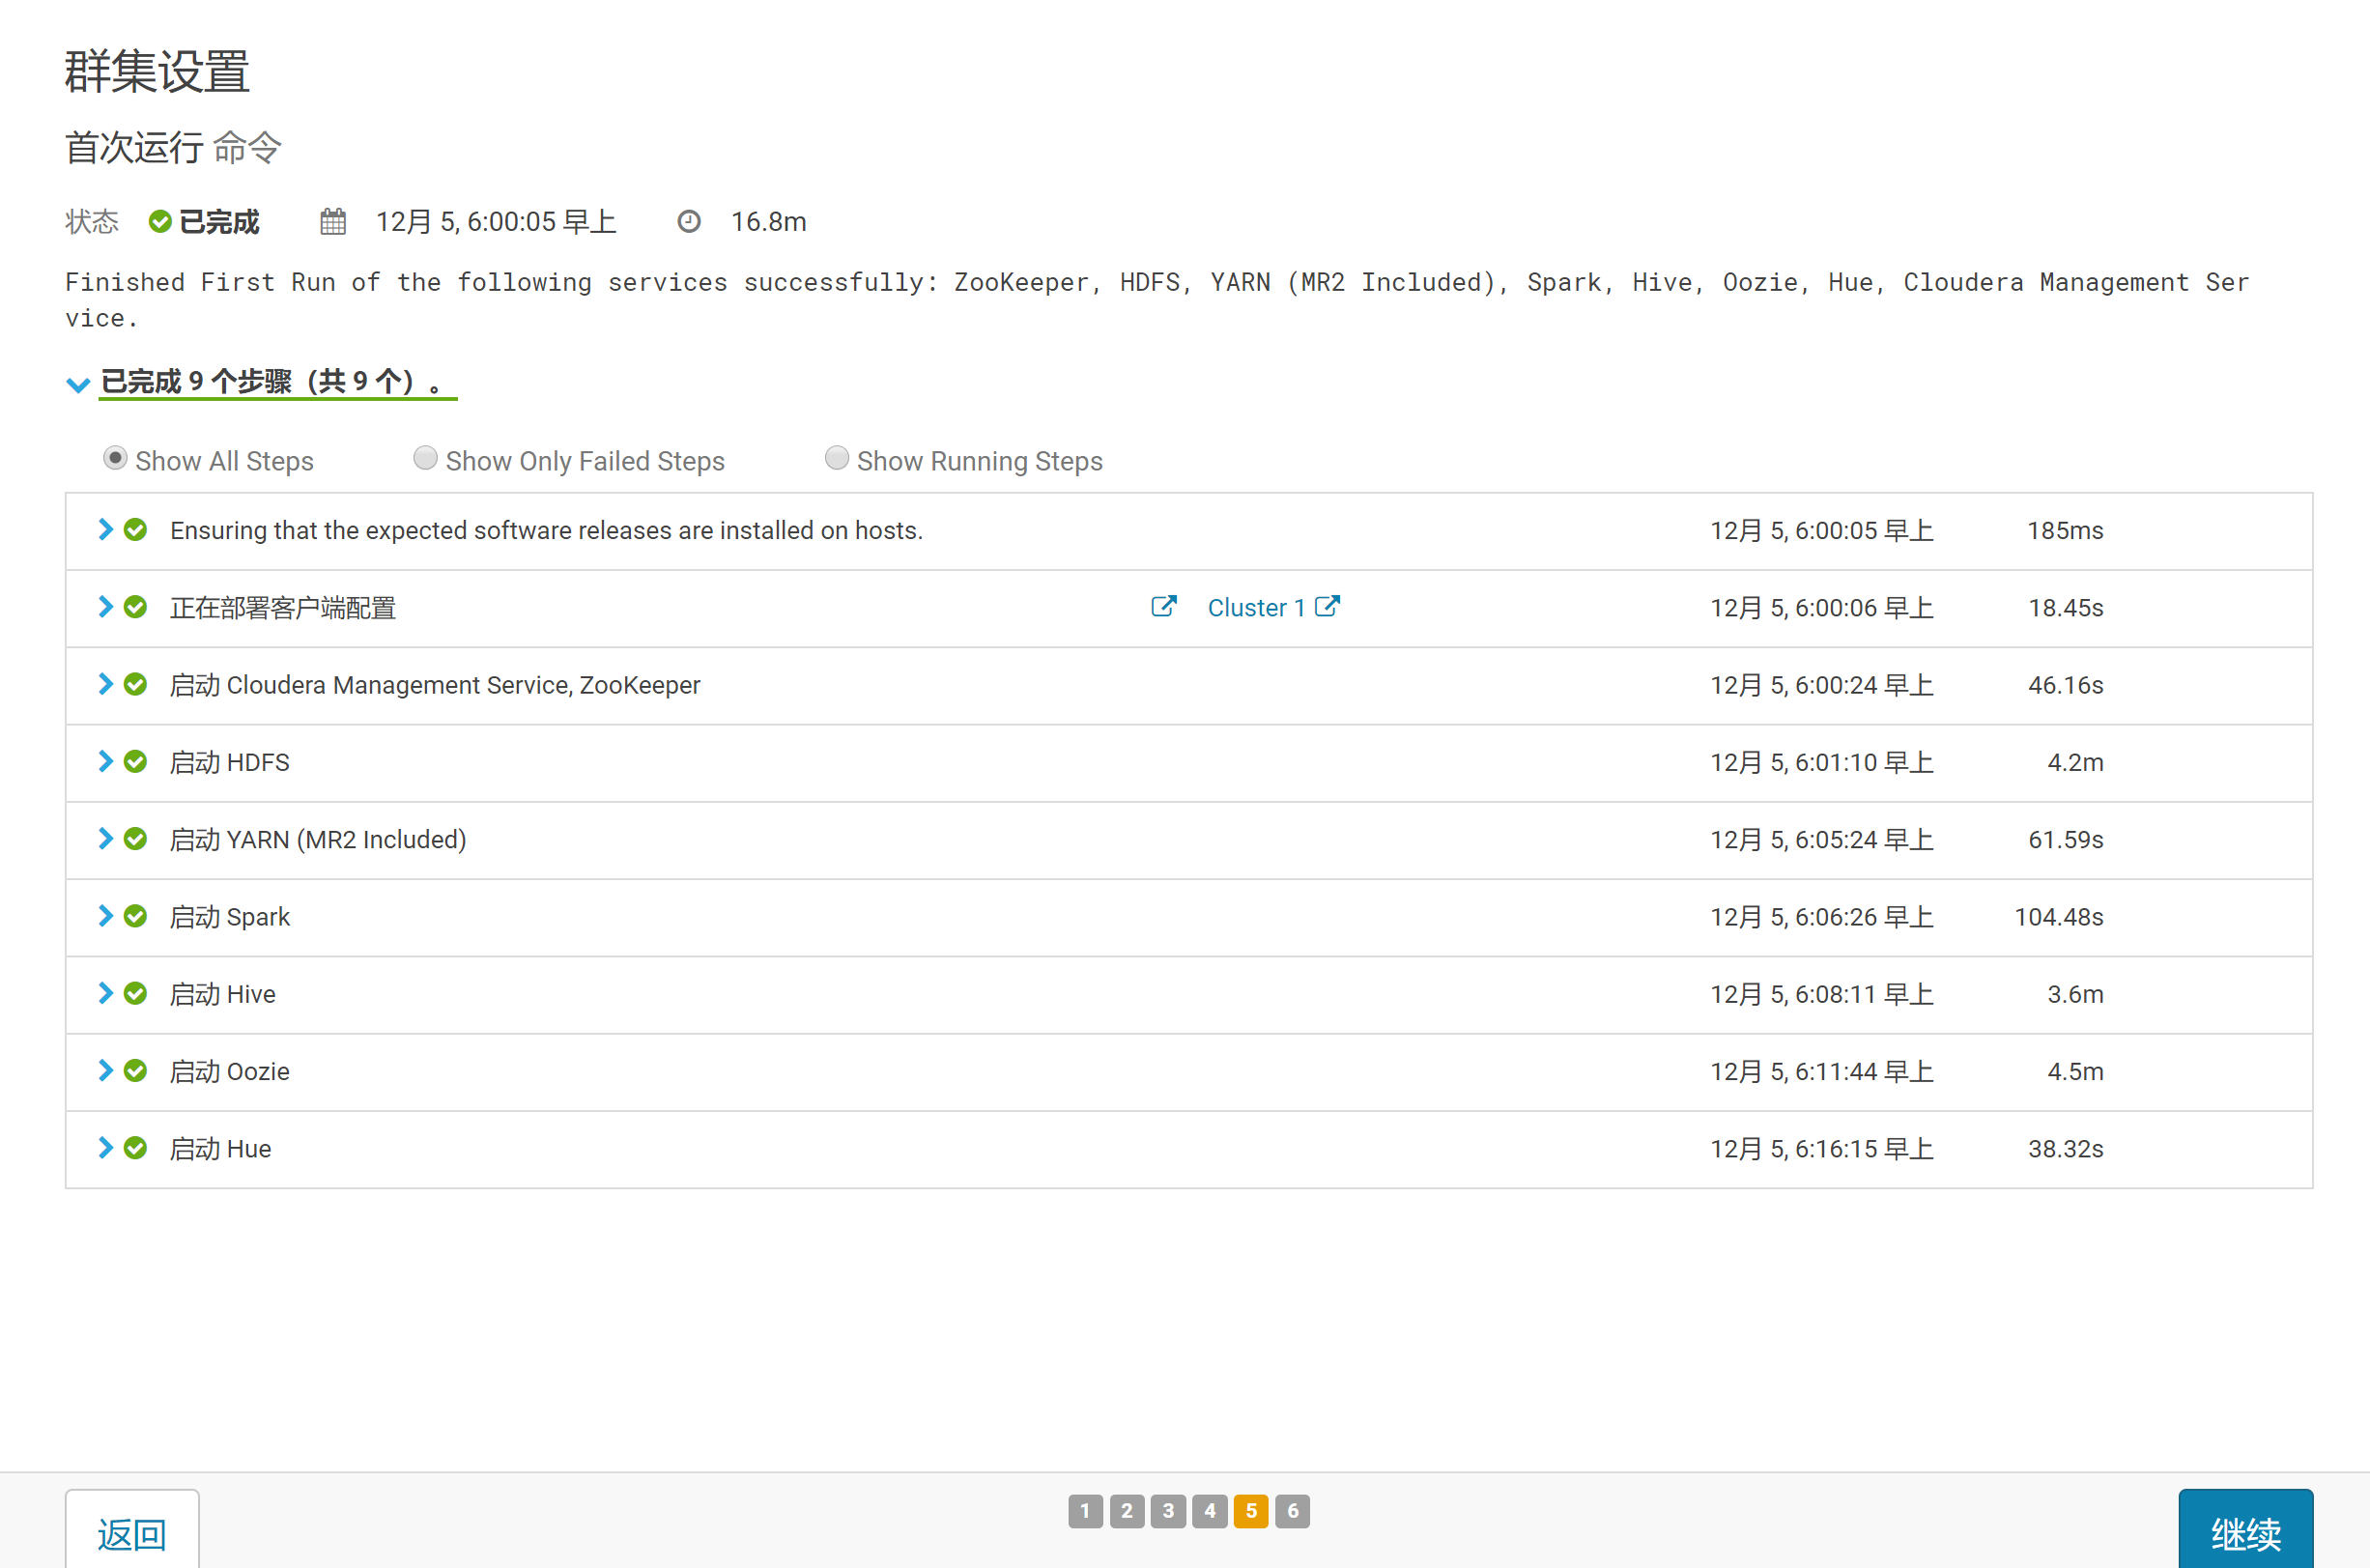 群集设置
首次运行 命令
状态 已完成 12月 5, 6:00:05 早上 16.8m
Finished First Run of the following services successfully: ZooKeeper, HDFS, YARN (MR2 Included), Spark, Hive, Oozie, Hue, Cloudera Management Ser
vice.
已完成 9 个步骤（共 9 个）。
Show All Steps Show Only Failed Steps Show Running Steps
Ensuring that the expected software releases are installed on hosts. 12月 5, 6:00:05 早上 185ms
正在部署客户端配置 Cluster 1 12月 5, 6:00:06 早上 18.45s
启动 Cloudera Management Service, ZooKeeper 12月 5, 6:00:24 早上 46.16s
启动 HDFS 12月 5, 6:01:10 早上 4.2m
启动 YARN (MR2 Included) 12月 5, 6:05:24 早上 61.59s
启动 Spark 12月 5, 6:06:26 早上 104.48s
启动 Hive 12月 5, 6:08:11 早上 3.6m
启动 Oozie 12月 5, 6:11:44 早上 4.5m
启动 Hue 12月 5, 6:16:15 早上 38.32s
返回 1 2 3 4 5 6 继续